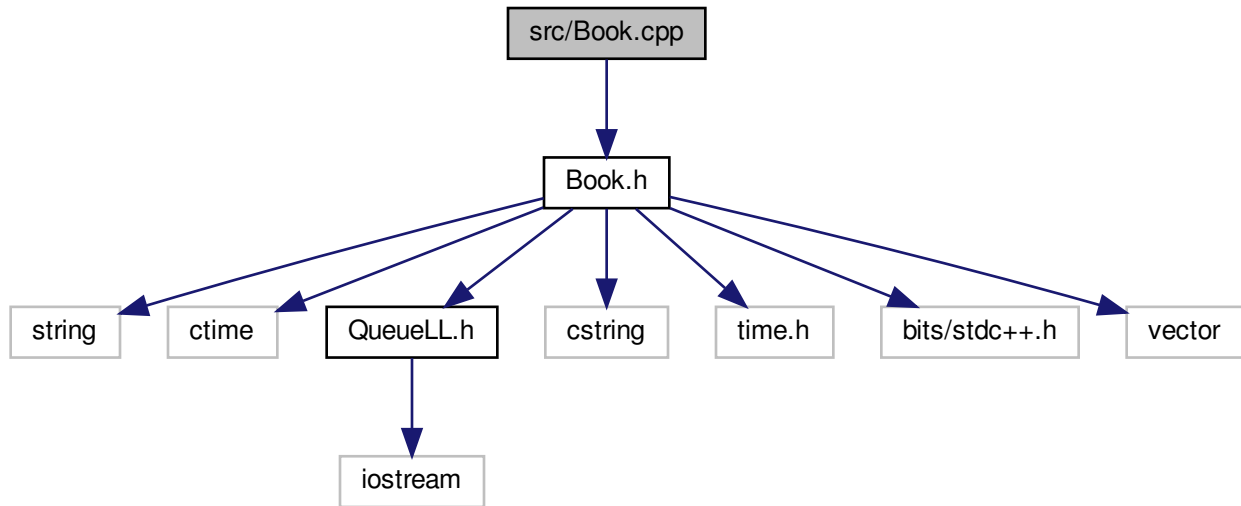 src/Book.cpp
Book.h
string
ctime
QueueLL.h
cstring
time.h
bits/stdc++.h
vector
iostream